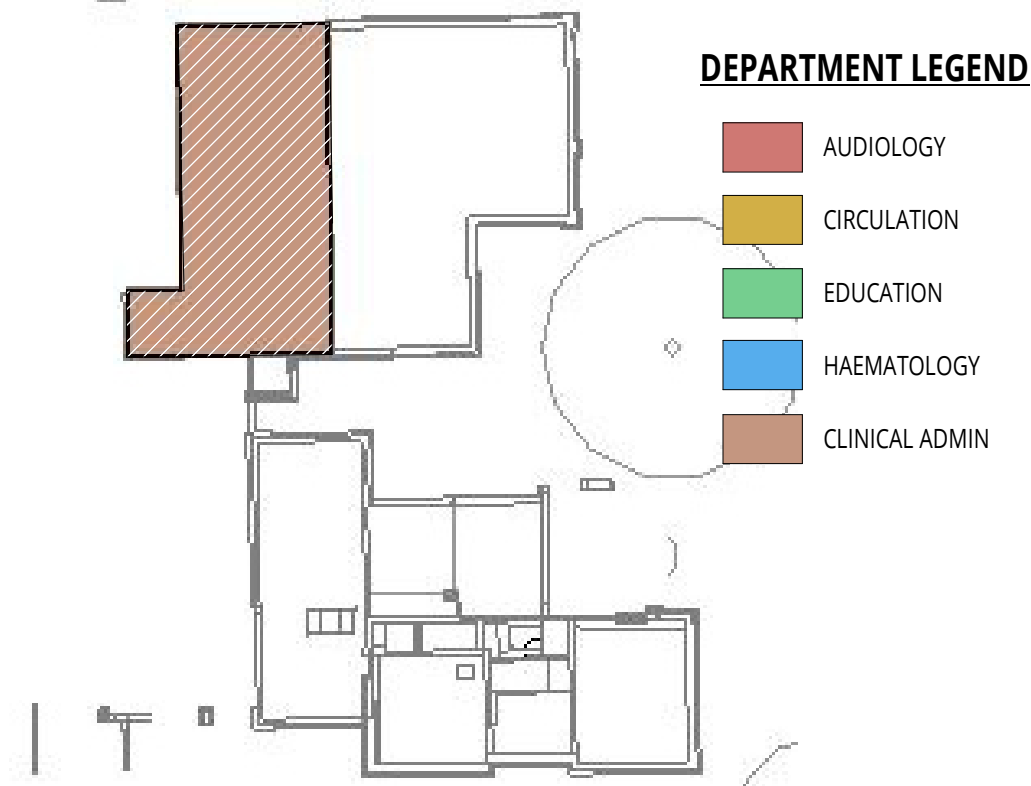 DEPARTMENT LEGEND
AUDIOLOGY
CIRCULATION
EDUCATION
HAEMATOLOGY
CLINICAL ADMIN